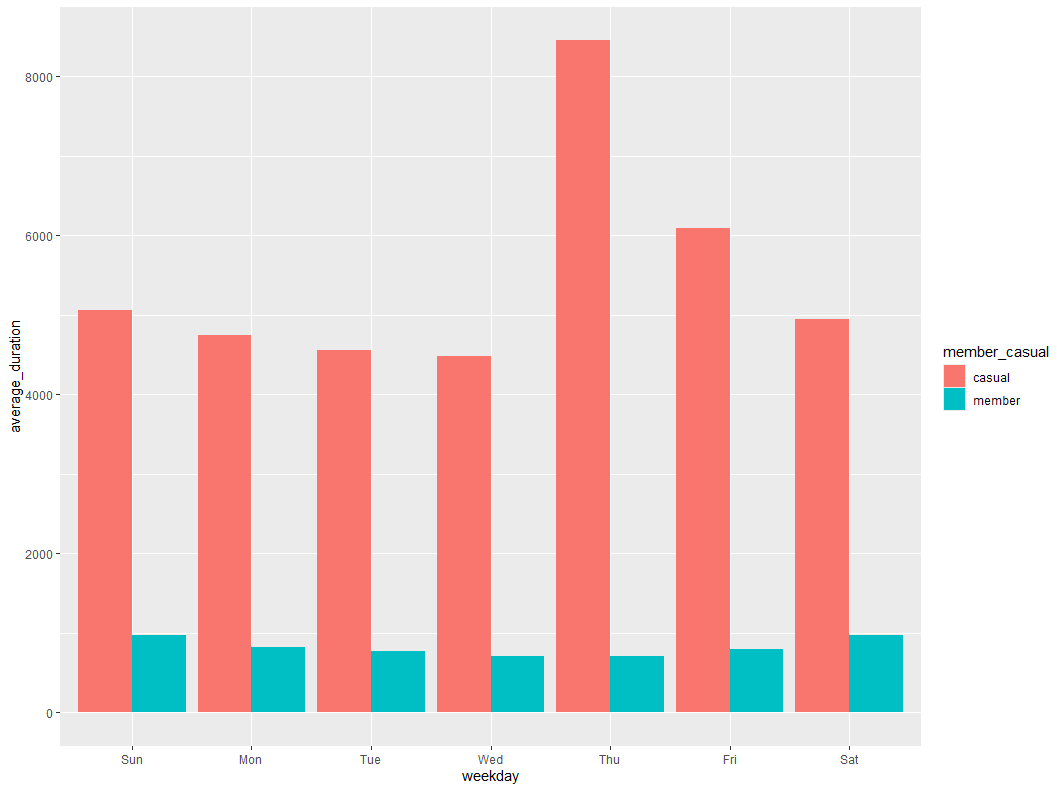 8000
6000
4000
2000
0
average_duration
Sun Mon Tue Wed Thu Fri Sat
weekday
member_casual
casual
member